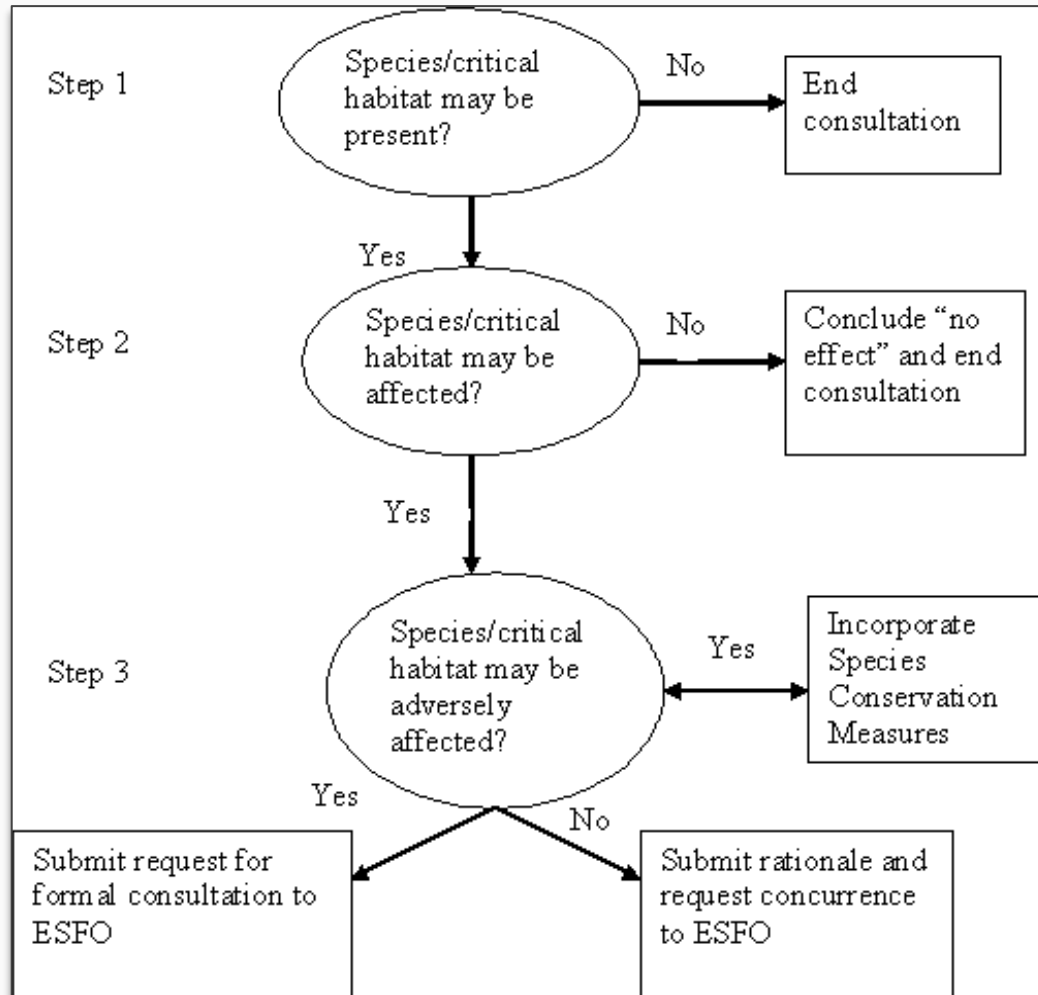 Step 1
Species/critical
habitat may be
present?
No
End
consultation
Yes
Step 2
Species/critical
habitat may be
affected?
No
Conclude “no
effect” and end
consultation
Yes
Step 3
Species/critical
habitat may be
adversely
affected?
Yes
Incorporate
Species
Conservation
Measures
Yes
No
Submit request for
formal consultation to
ESFO
Submit rationale and
request concurrence
to ESFO